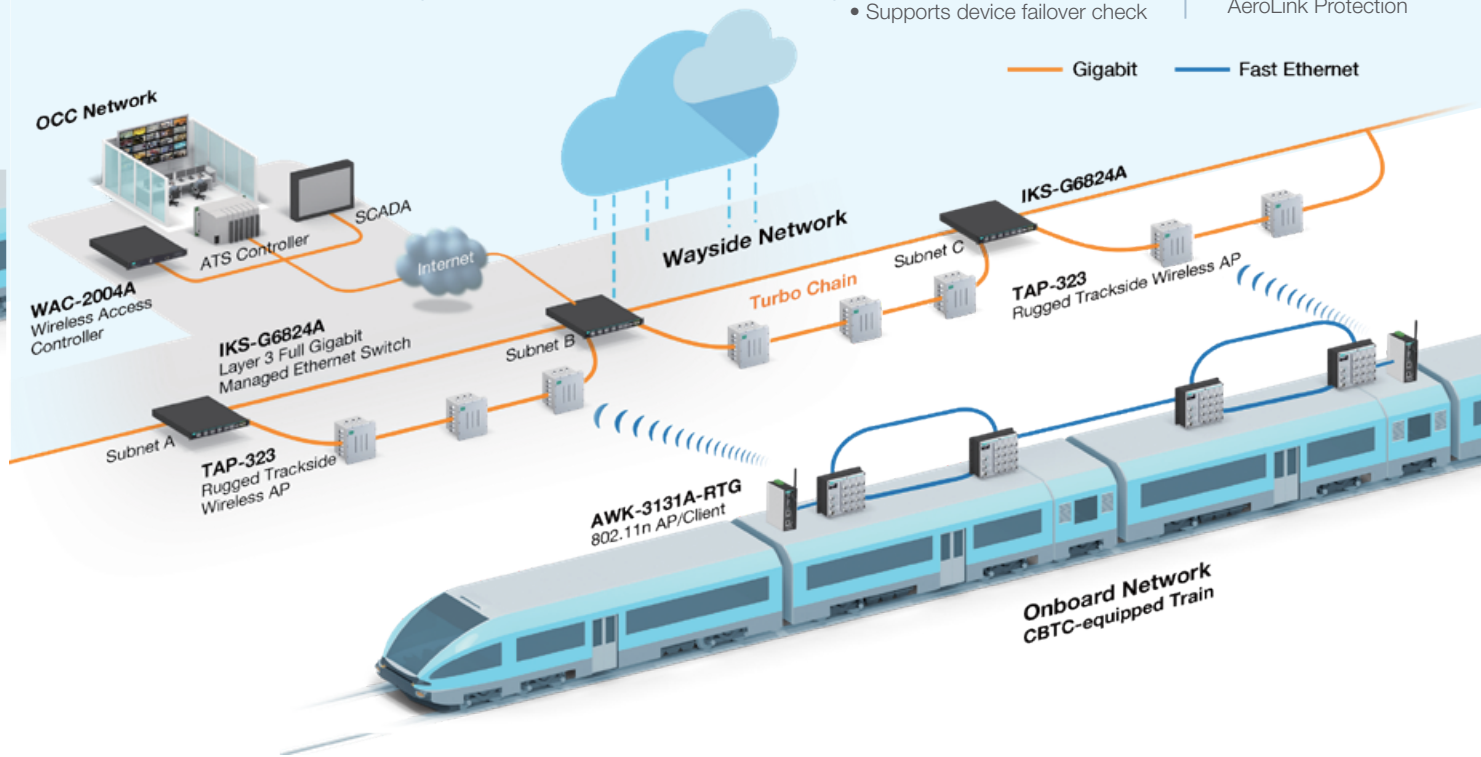 • Supports device failover check
AeroLink Protection
Gigabit
Fast Ethernet
OCC Network
SCADA
ATS Controller
Internet
WAC-2004A
Wireless Access
Controller
Wayside Network
IKS-G6824A
Subnet C
Turbo Chain
TAP-323
Rugged Trackside Wireless AP
IKS-G6824A
Layer 3 Full Gigabit
Managed Ethernet Switch
Subnet B
Subnet A
TAP-323
Rugged Trackside
Wireless AP
AWK-3131A-RTG
802.11n AP/Client
Onboard Network
CBTC-equipped Train